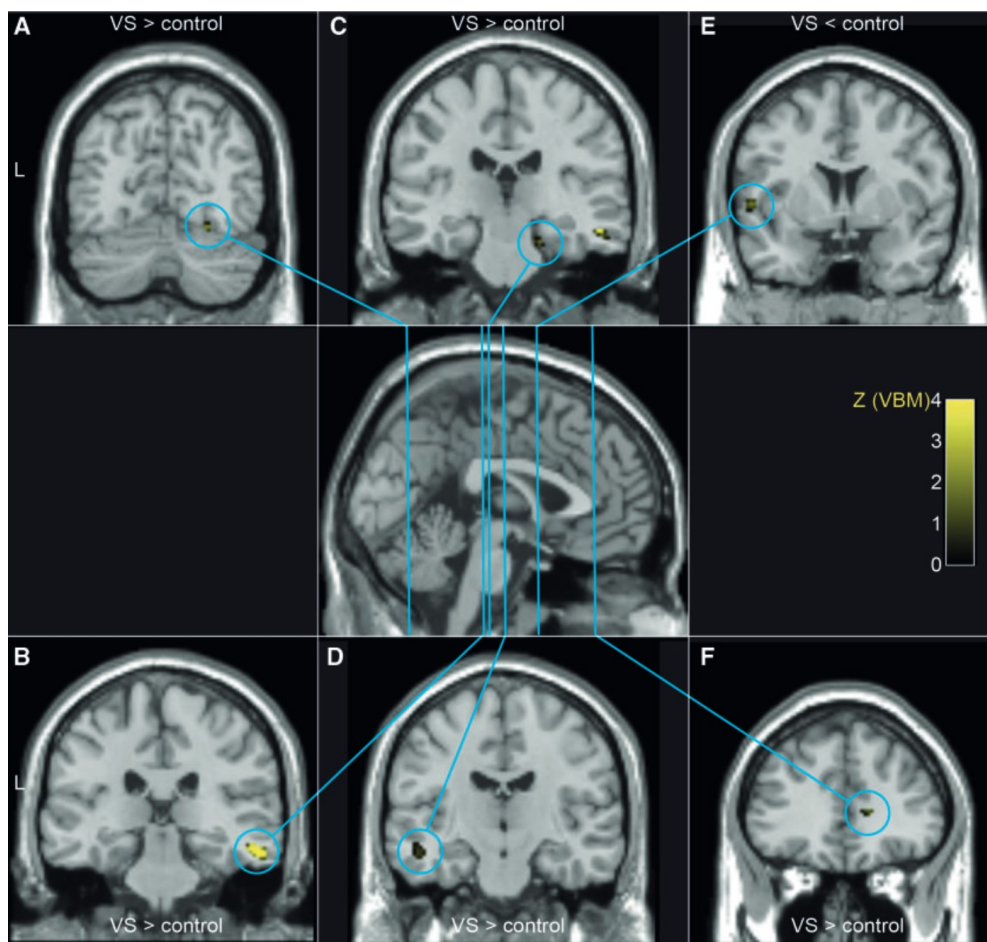 A VS > control
C VS > control
E VS < control
L
Z (VBM) 4
3
2
1
0
B
D
F
L
VS > control
VS > control
VS > control